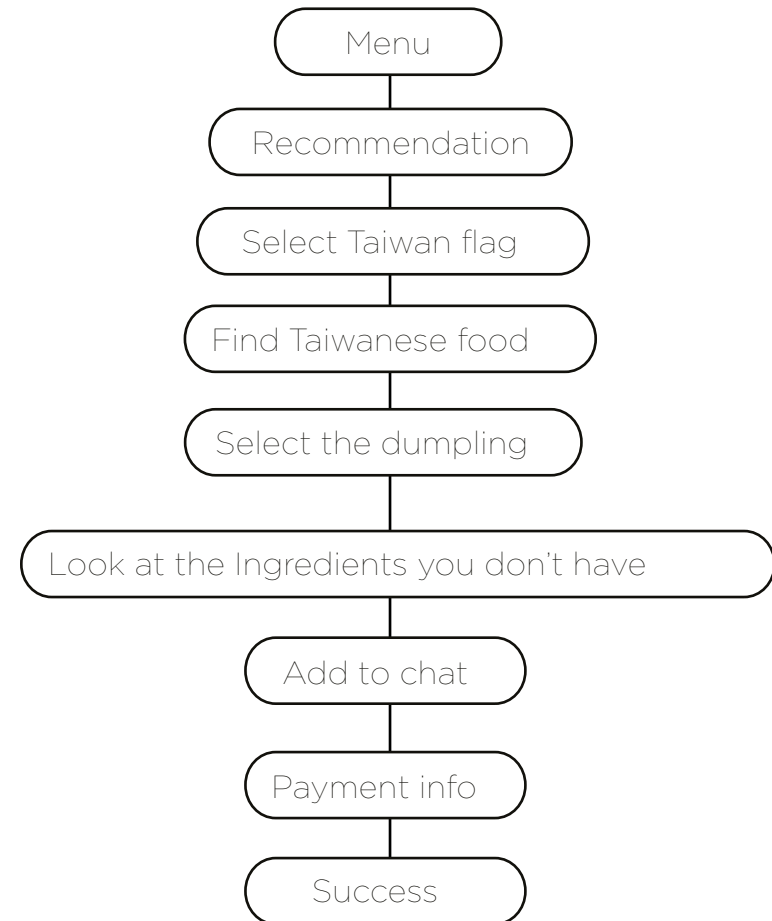 Menu
Recommendation
Select Taiwan flag
Find Taiwanese food
Select the dumpling
Look at the Ingredients you don't have
Add to chat
Payment info
Success